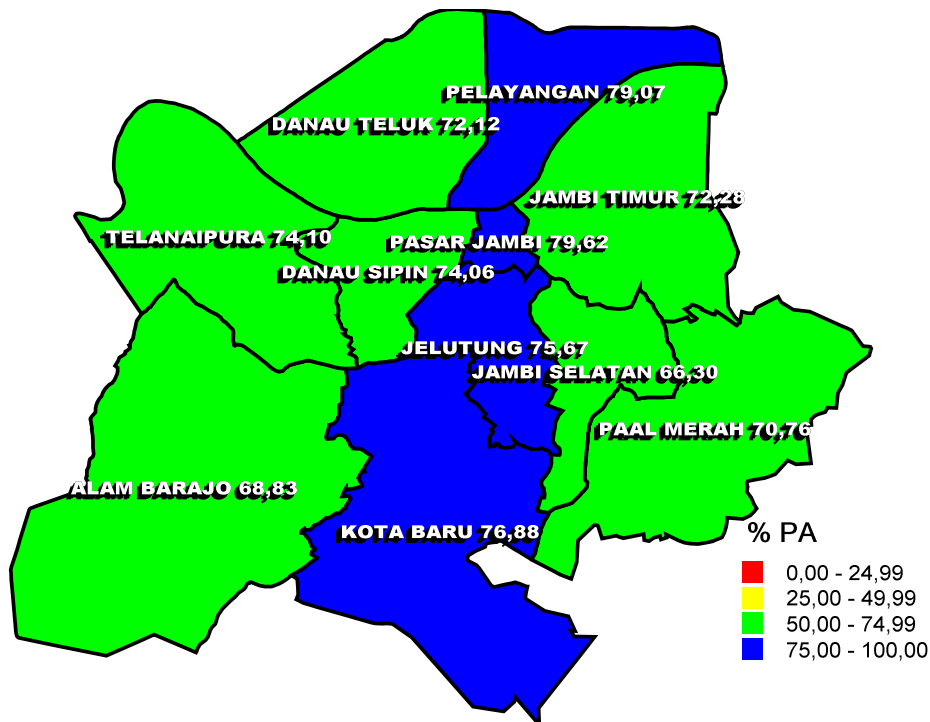 PELAYANGAN 79,07
DANAU TELUK 72,12
JAMBI TIMUR 72,28
TELANAIPURA 74,10
PASAR JAMBI 79,62
DANAU SIPIN 74,06
JELUTUNG 75,67
JAMBI SELATAN 66,30
PAAL MERAH 70,76
ALAM BARAJO 68,83
KOTA BARU 76,88
% PA
0,00 - 24,99
25,00 - 49,99
50,00 - 74,99
75,00 - 100,00